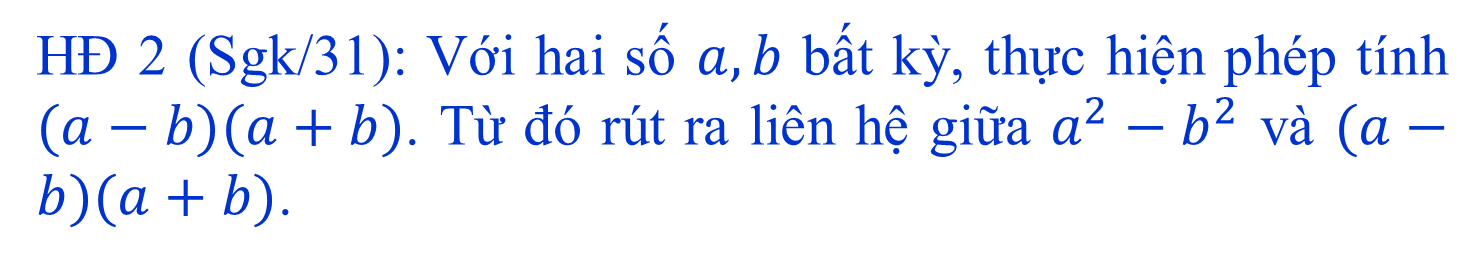 HĐ 2 (Sgk/31): Với hai số a, b bất kỳ, thực hiện phép tính
(a − b)(a + b). Từ đó rút ra liên hệ giữa a² − b² và (a −
b)(a + b).